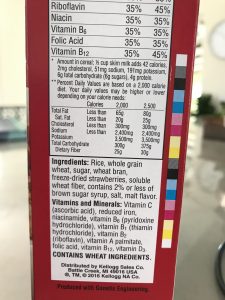 Riboflavin 35% 45%
Niacin 35% 35%
Vitamin B6 35% 35%
Folic Acid 35% 35%
Vitamin B12 35% 45%
* Amount in cereal. ½ cup skim milk adds 42 calories,
2mg cholesterol, 51mg sodium, 191mg potassium,
6g total carbohydrate (6g sugars), 4g protein.
** Percent Daily Values are based on a 2,000 calorie
diet. Your daily values may be higher or lower
depending on your calorie needs:
Calories 2,000 2,500
Total Fat Less than 65g 80g
Sat. Fat Less than 20g 25g
Cholesterol Less than 300mg 300mg
Sodium Less than 2,400mg 2,400mg
Potassium 3,500mg 3,500mg
Total Carbohydrate 300g 375g
Dietary Fiber 25g 30g
Ingredients: Rice, whole grain
wheat, sugar, wheat bran,
freeze-dried strawberries, soluble
wheat fiber, contains 2% or less of
brown sugar syrup, salt, malt flavor.
Vitamins and Minerals: Vitamin C
(ascorbic acid), reduced iron,
niacinamide, vitamin B6 (pyridoxine
hydrochloride), vitamin B1 (thiamin
hydrochloride), vitamin B2
(riboflavin), vitamin A palmitate,
folic acid, vitamin B12, vitamin D3.
CONTAINS WHEAT INGREDIENTS.
Distributed by Kellogg Sales Co.
Battle Creek, MI 49016 USA
®, TM, © 2016 Kellogg NA Co.
Produced with Genetic Engineering.